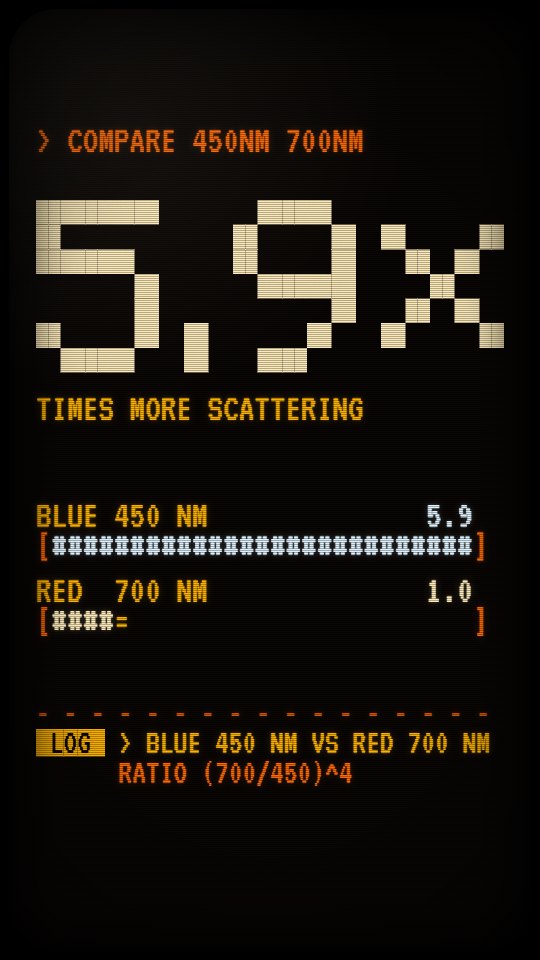 ❯ COMPARE 450NM 700NM
5.9x
TIMES MORE SCATTERING
BLUE 450 NM 5.9
[###########################]
RED  700 NM 1.0
[####= ]
- - - - - - - - - - - - - - - - -
LOG ❯ BLUE 450 NM VS RED 700 NM
RATIO (700/450)^4